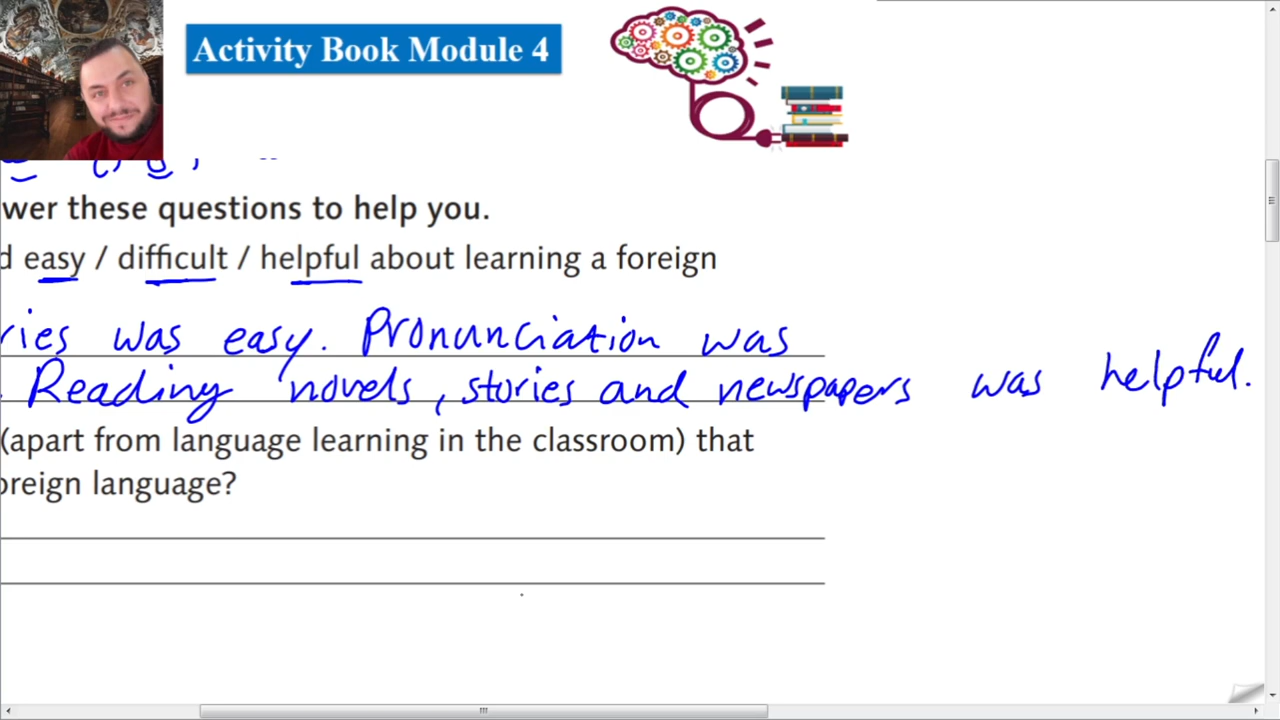 Activity Book Module 4
wer these questions to help you.
d easy / difficult / helpful about learning a foreign
ries was easy. Pronunciation was
. Reading novels, stories and newspapers was helpful.
(apart from language learning in the classroom) that
oreign language?